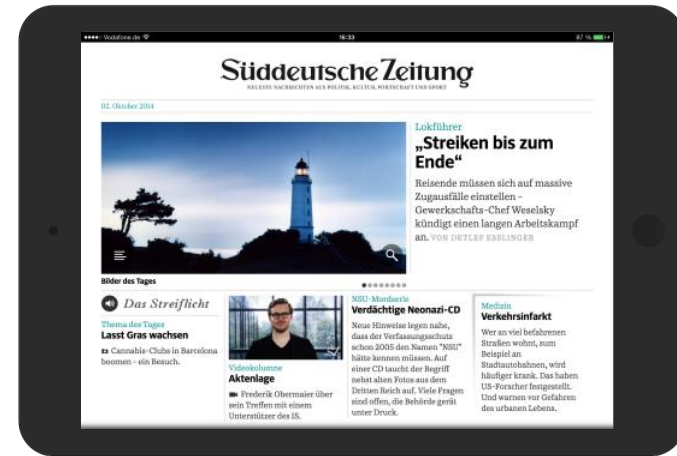 Vodafone.de
16:33
87 %
Süddeutsche Zeitung
NEUESTE NACHRICHTEN AUS POLITIK, KULTUR, WIRTSCHAFT UND SPORT
02. Oktober 2014
Lokführer
„Streiken bis zum
Ende“
Reisende müssen sich auf massive
Zugausfälle einstellen –
Gewerkschafts-Chef Weselsky
kündigt einen langen Arbeitskampf
an. VON DETLEF ESSLINGER
Bilder des Tages
Das Streiflicht
Thema des Tages
Lasst Gras wachsen
Cannabis-Clubs in Barcelona
boomen – ein Besuch.
Videokolumne
Aktenlage
Frederik Obermaier über
sein Treffen mit einem
Unterstützer des IS.
NSU-Mordserie
Verdächtige Neonazi-CD
Neue Hinweise legen nahe,
dass der Verfassungsschutz
schon 2005 den Namen "NSU"
hätte kennen müssen. Auf
einer CD taucht der Begriff
nebst alten Fotos aus dem
Dritten Reich auf. Viele Fragen
sind offen, die Behörde gerät
unter Druck.
Medizin
Verkehrsinfarkt
Wer an viel befahrenen
Straßen wohnt, zum
Beispiel an
Stadtautobahnen, wird
häufiger krank. Das haben
US-Forscher festgestellt.
Und warnen vor Gefahren
des urbanen Lebens.